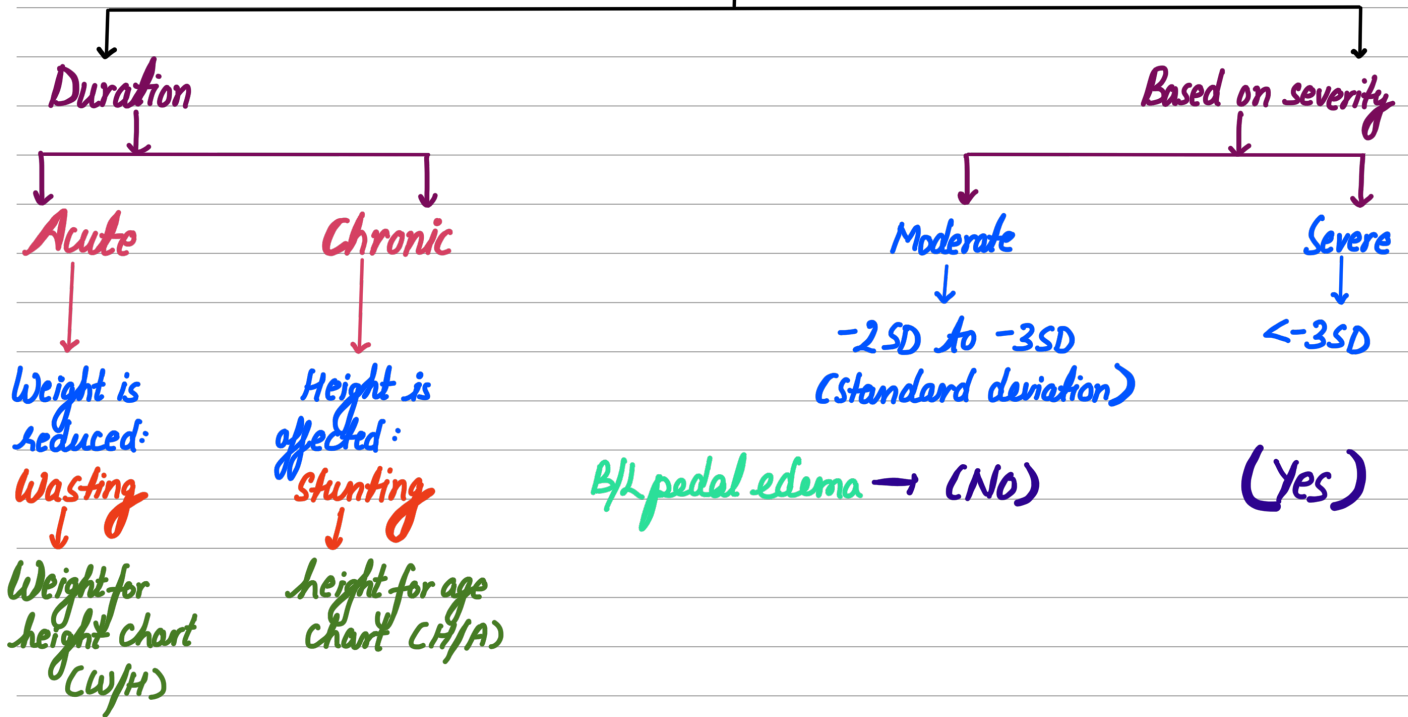 Duration
Based on severity
Acute
Chronic
Moderate
Severe
-2SD to -3SD
<-3SD
(standard deviation)
Weight is
reduced:
Wasting
Height is
affected:
stunting
B/L pedal edema → (NO)
(Yes)
Weight for
height chart
(W/H)
height for age
chart (H/A)